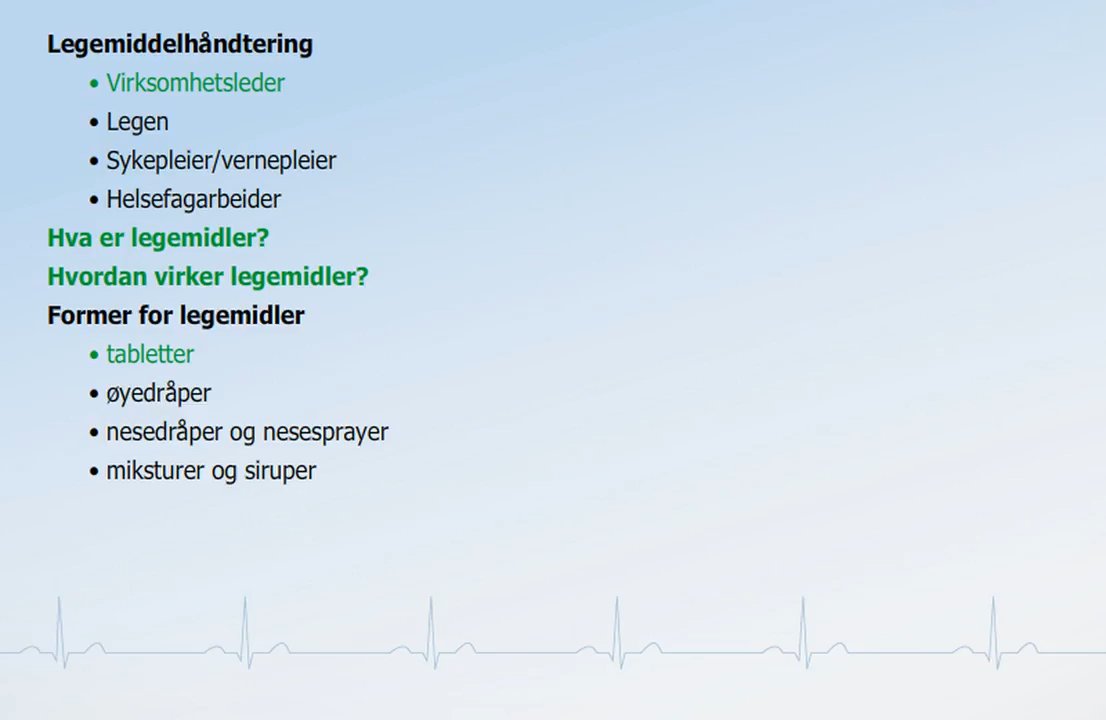 Legemiddelhåndtering
• Virksomhetsleder
• Legen
• Sykepleier/vernepleier
• Helsefagarbeider
Hva er legemidler?
Hvordan virker legemidler?
Former for legemidler
• tabletter
• øyedråper
• nesedråper og nesesprayer
• miksturer og siruper